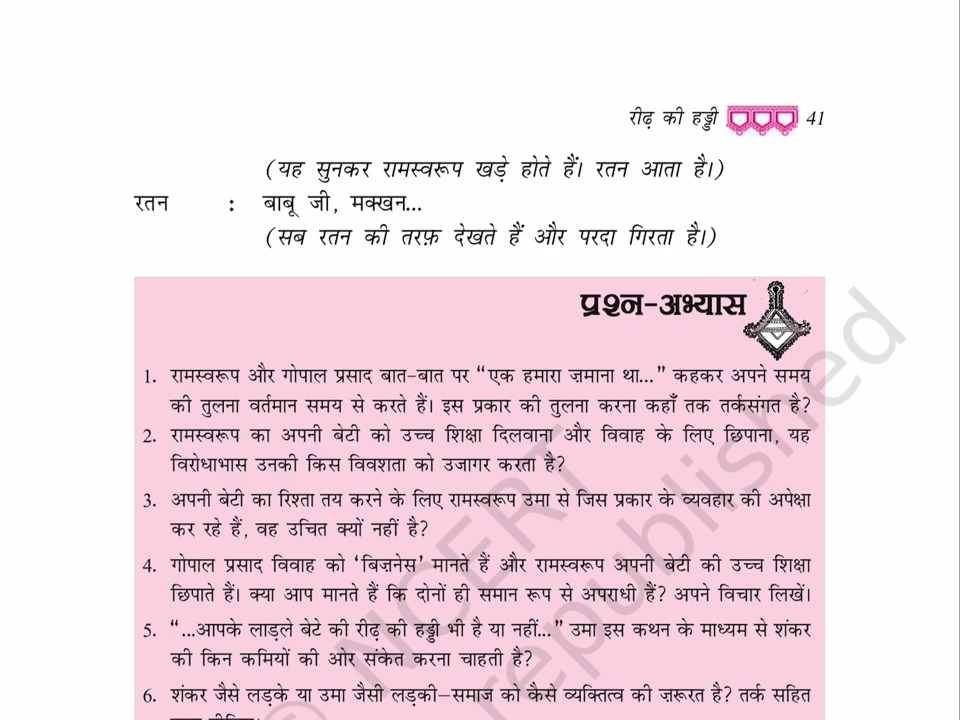 रीढ़ की हड्डी 41
(यह सुनकर रामस्वरूप खड़े होते हैं। रतन आता है।)
रतन : बाबू जी, मक्खन...
(सब रतन की तरफ़ देखते हैं और परदा गिरता है।)
प्रश्न-अभ्यास
1. रामस्वरूप और गोपाल प्रसाद बात-बात पर “एक हमारा ज़माना था...” कहकर अपने समय
की तुलना वर्तमान समय से करते हैं। इस प्रकार की तुलना करना कहाँ तक तर्कसंगत है?
2. रामस्वरूप का अपनी बेटी को उच्च शिक्षा दिलवाना और विवाह के लिए छिपाना, यह
विरोधाभास उनकी किस विवशता को उजागर करता है?
3. अपनी बेटी का रिश्ता तय करने के लिए रामस्वरूप उमा से जिस प्रकार के व्यवहार की अपेक्षा
कर रहे हैं, वह उचित क्यों नहीं है?
4. गोपाल प्रसाद विवाह को ‘बिज़नेस’ मानते हैं और रामस्वरूप अपनी बेटी की उच्च शिक्षा
छिपाते हैं। क्या आप मानते हैं कि दोनों ही समान रूप से अपराधी हैं? अपने विचार लिखें।
5. “...आपके लाड़ले बेटे की रीढ़ की हड्डी भी है या नहीं...” उमा इस कथन के माध्यम से शंकर
की किन कमियों की ओर संकेत करना चाहती है?
6. शंकर जैसे लड़के या उमा जैसी लड़की–समाज को कैसे व्यक्तित्व की ज़रूरत है? तर्क सहित
© NCERT
republished